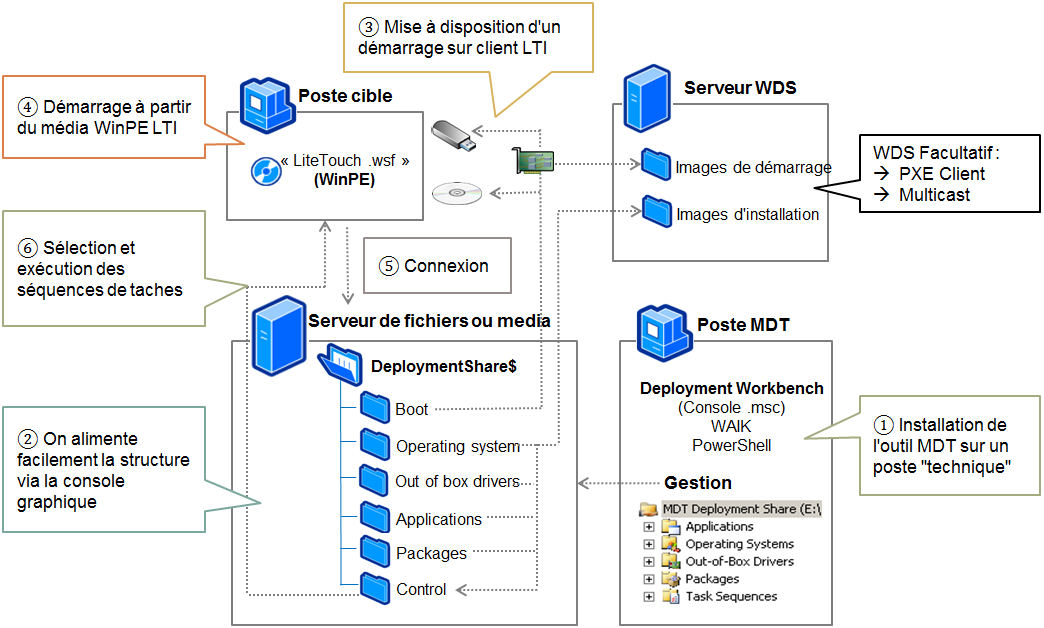 ③ Mise à disposition d'un
démarrage sur client LTI
④ Démarrage à partir
du média WinPE LTI
Poste cible
« LiteTouch .wsf »
(WinPE)
Serveur WDS
Images de démarrage
Images d'installation
WDS Facultatif :
→ PXE Client
→ Multicast
⑥ Sélection et
exécution des
séquences de taches
⑤ Connexion
Serveur de fichiers ou media
DeploymentShare$
Boot
Operating system
Out of box drivers
Applications
Packages
Control
② On alimente
facilement la structure
via la console
graphique
Poste MDT
Deployment Workbench
(Console .msc)
WAIK
PowerShell
Gestion
MDT Deployment Share (E:\
Applications
Operating Systems
Out-of-Box Drivers
Packages
Task Sequences
① Installation de
l'outil MDT sur un
poste "technique"